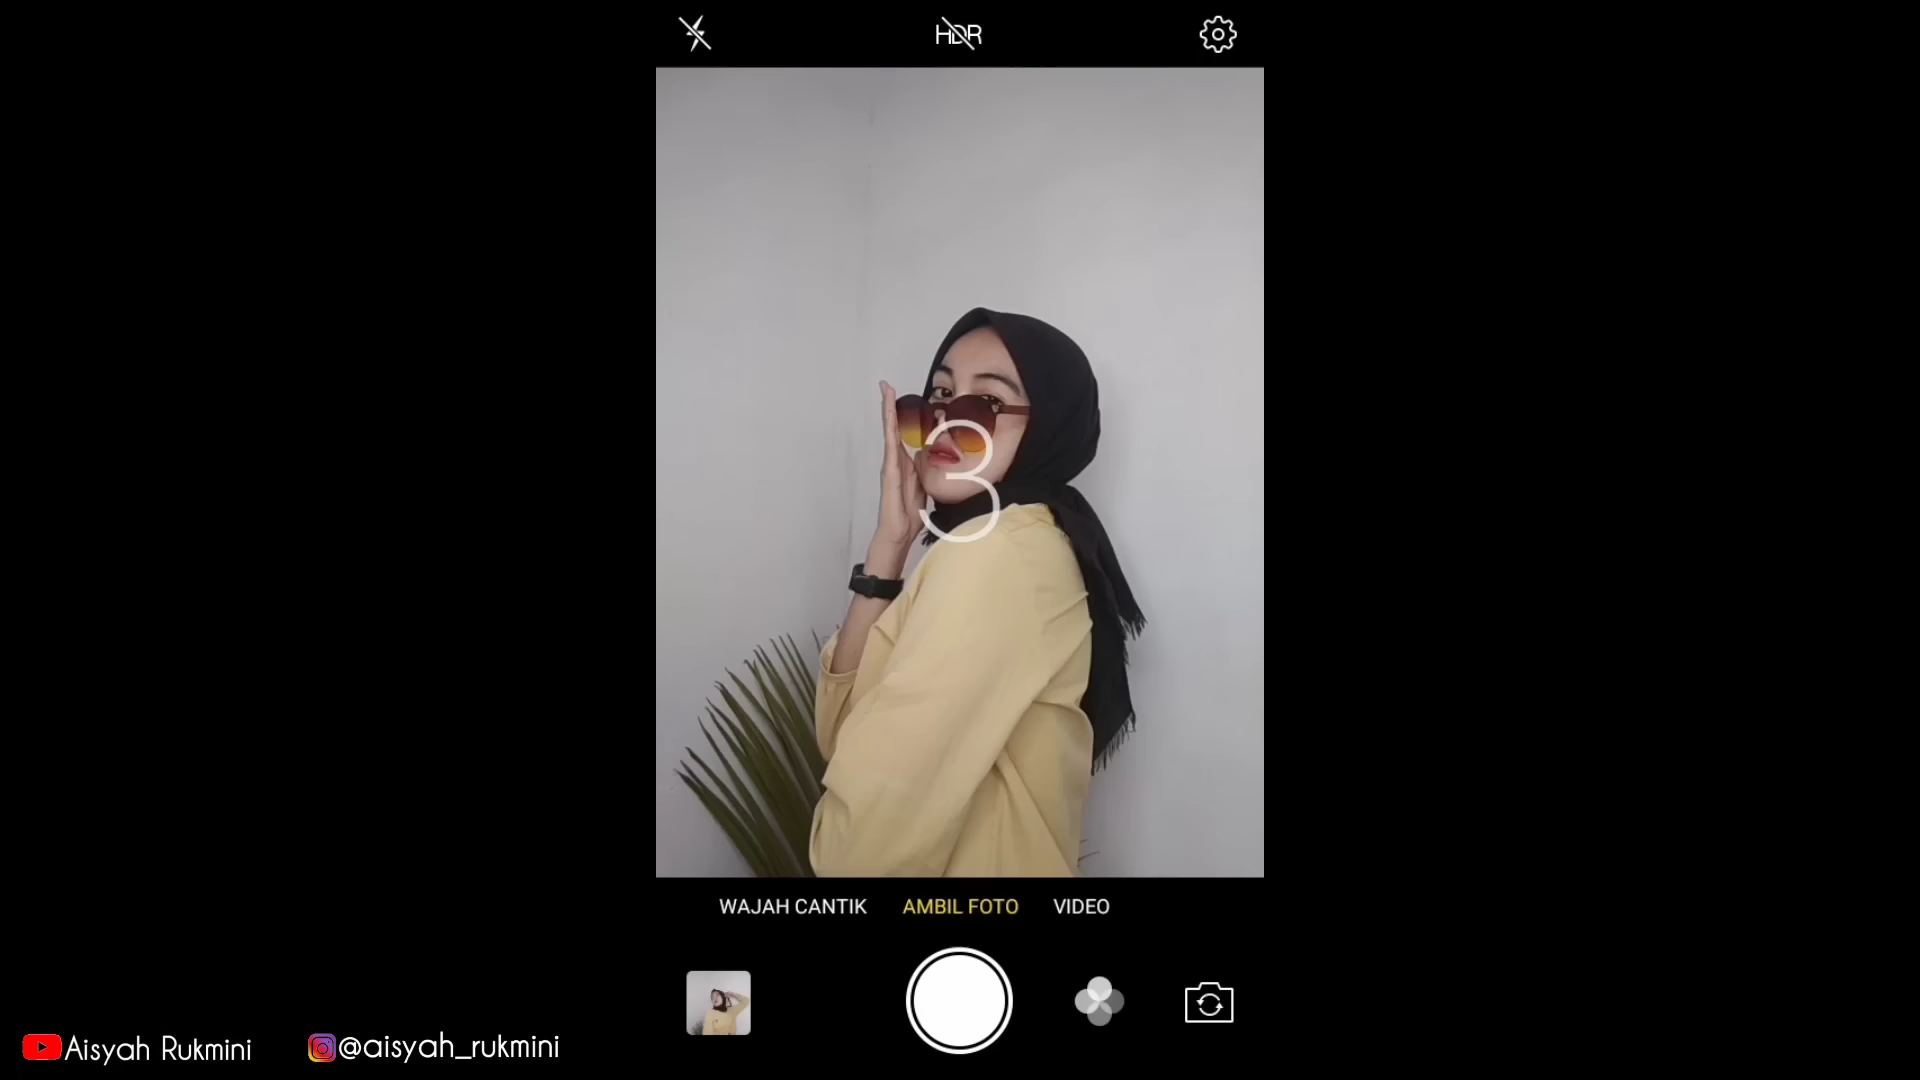 HDR
3
WAJAH CANTIK
AMBIL FOTO
VIDEO
Aisyah Rukmini
@aisyah_rukmini